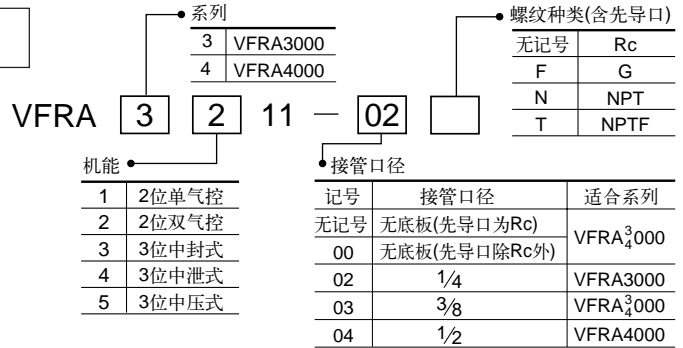 系列
3 VFRA3000
4 VFRA4000
螺纹种类(含先导口)
无记号 Rc
F G
N NPT
T NPTF
VFRA 3 2 11 — 02
机能
1 2位单气控
2 2位双气控
3 3位中封式
4 3位中泄式
5 3位中压式
接管口径
记号 接管口径 适合系列
无记号 无底板(先导口为Rc) VFRA3/4000
00 无底板(先导口除Rc外)
02 1/4 VFRA3000
03 3/8 VFRA3/4000
04 1/2 VFRA4000